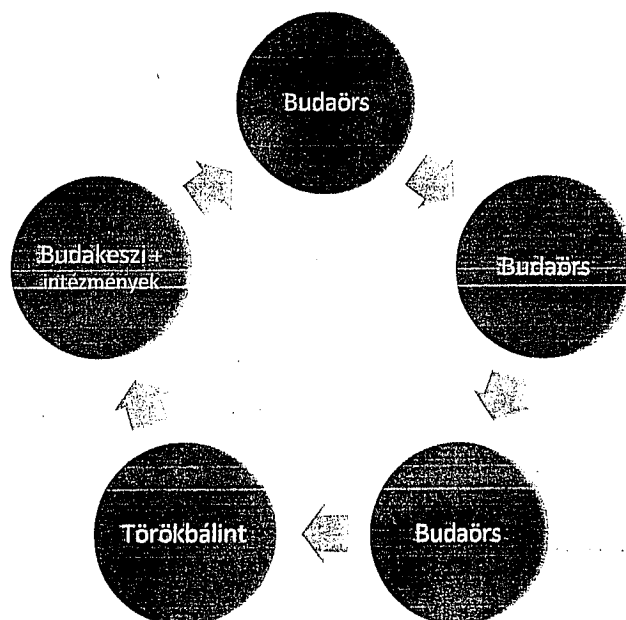 Budaörs
Budaörs
Budaörs
Törökbálint
Budakeszi +
intézmények